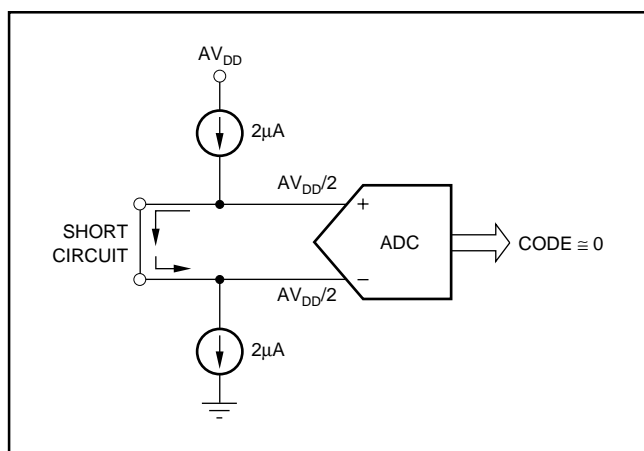 AVDD
2μA
AVDD/2
+
SHORT
CIRCUIT
ADC
CODE ≅ 0
−
AVDD/2
2μA